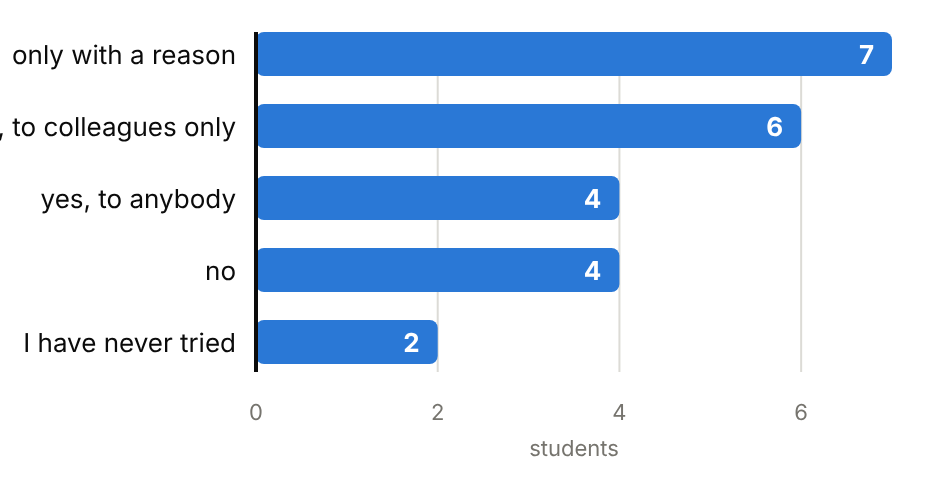 only with a reason 7
, to colleagues only 6
yes, to anybody 4
no 4
I have never tried 2
0 2 4 6
students